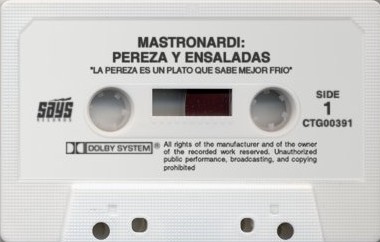 MASTRONARDI:
PEREZA Y ENSALADAS
"LA PEREZA ES UN PLATO QUE SABE MEJOR FRIO"
says
RECORDS
SIDE
1
CTG00391
DOLBY SYSTEM®
All rights of the manufacturer and of the owner
of the recorded work reserved. Unauthorized
public performance, broadcasting, and copying
prohibited